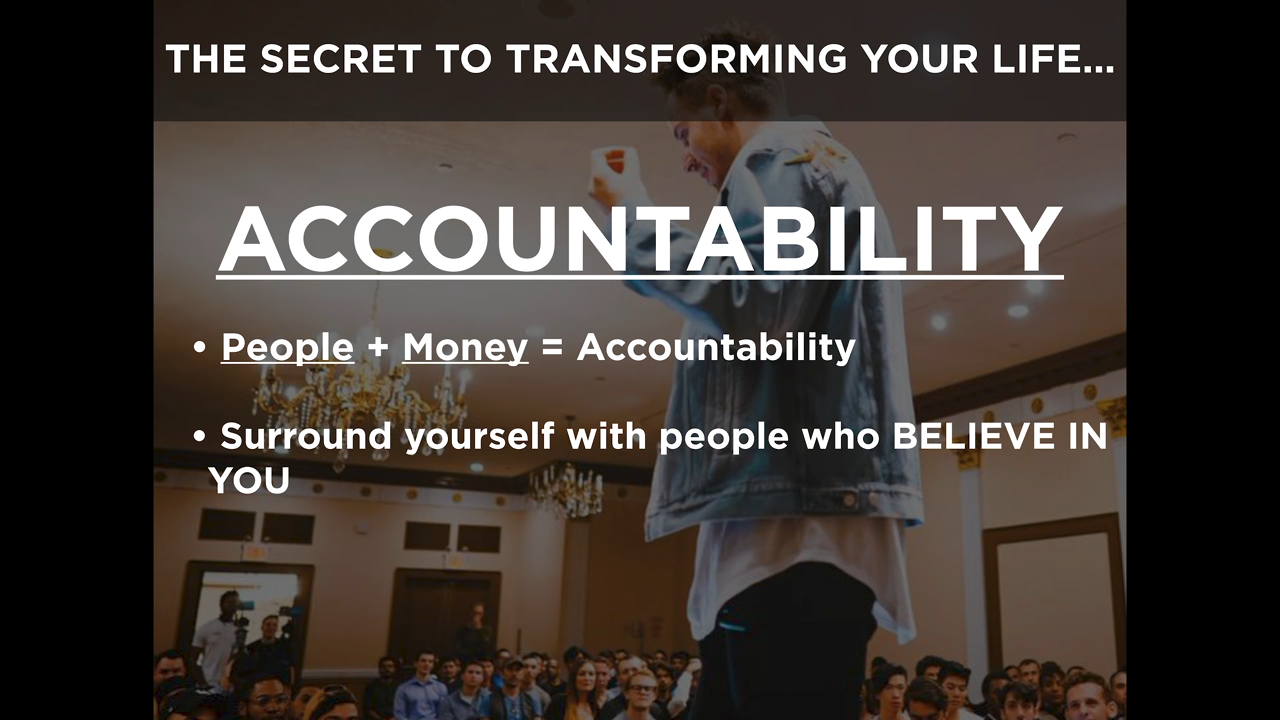 THE SECRET TO TRANSFORMING YOUR LIFE...
ACCOUNTABILITY
• People + Money = Accountability
• Surround yourself with people who BELIEVE IN
YOU